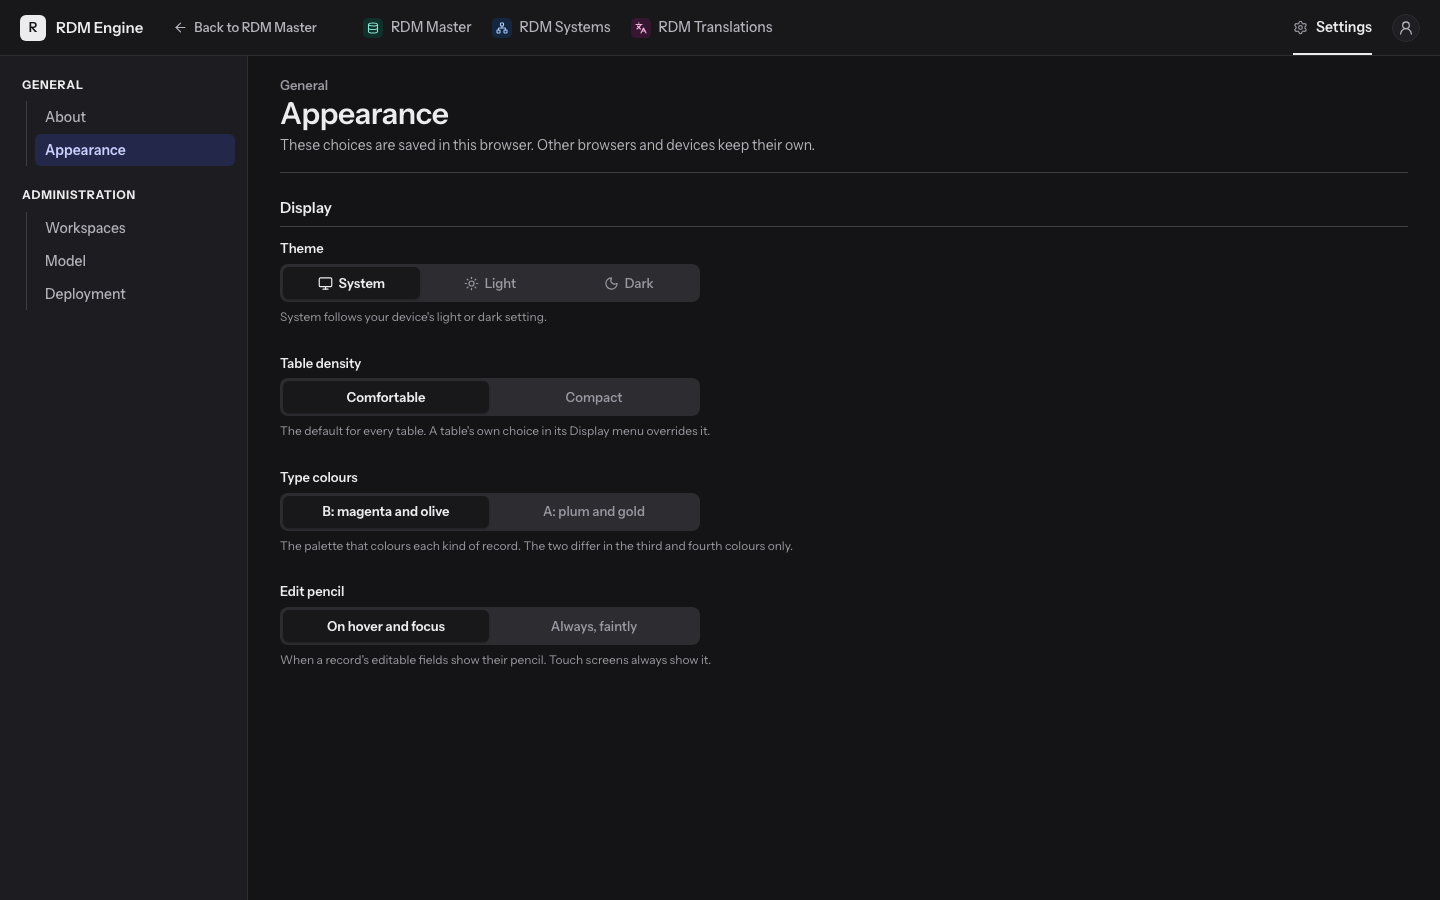 R RDM Engine
Back to RDM Master
RDM Master
RDM Systems
RDM Translations
Settings
GENERAL
About
Appearance
ADMINISTRATION
Workspaces
Model
Deployment
General
Appearance
These choices are saved in this browser. Other browsers and devices keep their own.
Display
Theme
System
Light
Dark
System follows your device's light or dark setting.
Table density
Comfortable
Compact
The default for every table. A table's own choice in its Display menu overrides it.
Type colours
B: magenta and olive
A: plum and gold
The palette that colours each kind of record. The two differ in the third and fourth colours only.
Edit pencil
On hover and focus
Always, faintly
When a record's editable fields show their pencil. Touch screens always show it.